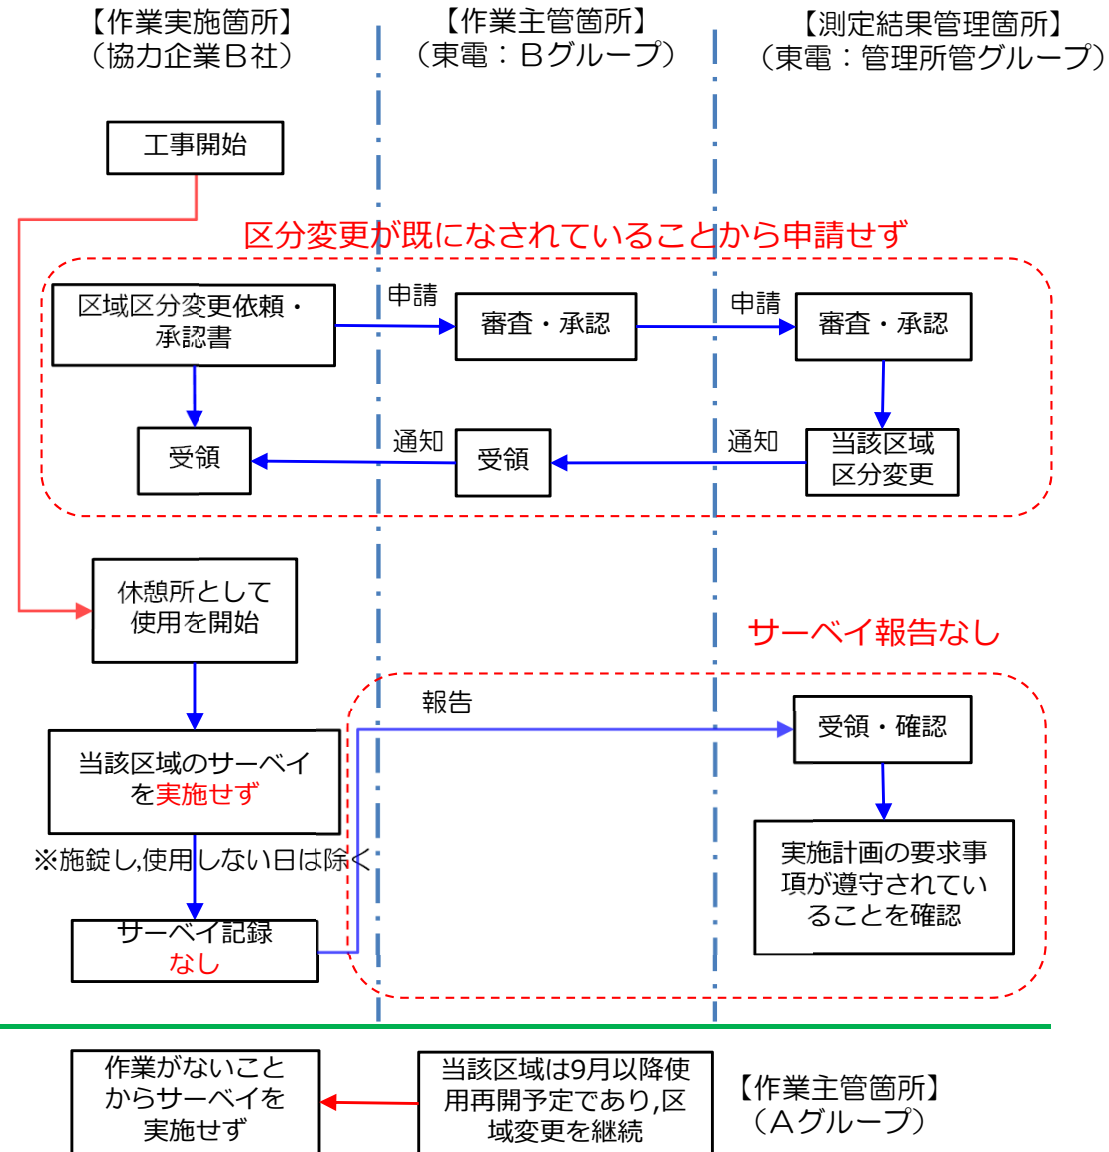 【作業実施箇所】
（協力企業Ｂ社）
【作業主管箇所】
（東電：Ｂグループ）
【測定結果管理箇所】
（東電：管理所管グループ）
工事開始
区分変更が既になされていることから申請せず
区域区分変更依頼・
承認書
申請
審査・承認
申請
審査・承認
受領
通知
受領
通知
当該区域
区分変更
休憩所として
使用を開始
サーベイ報告なし
報告
受領・確認
当該区域のサーベイ
を実施せず
※施錠し,使用しない日は除く
実施計画の要求事
項が遵守されてい
ることを確認
サーベイ記録
なし
作業がないこと
からサーベイを
実施せず
当該区域は9月以降使
用再開予定であり,区
域変更を継続
【作業主管箇所】
（Ａグループ）